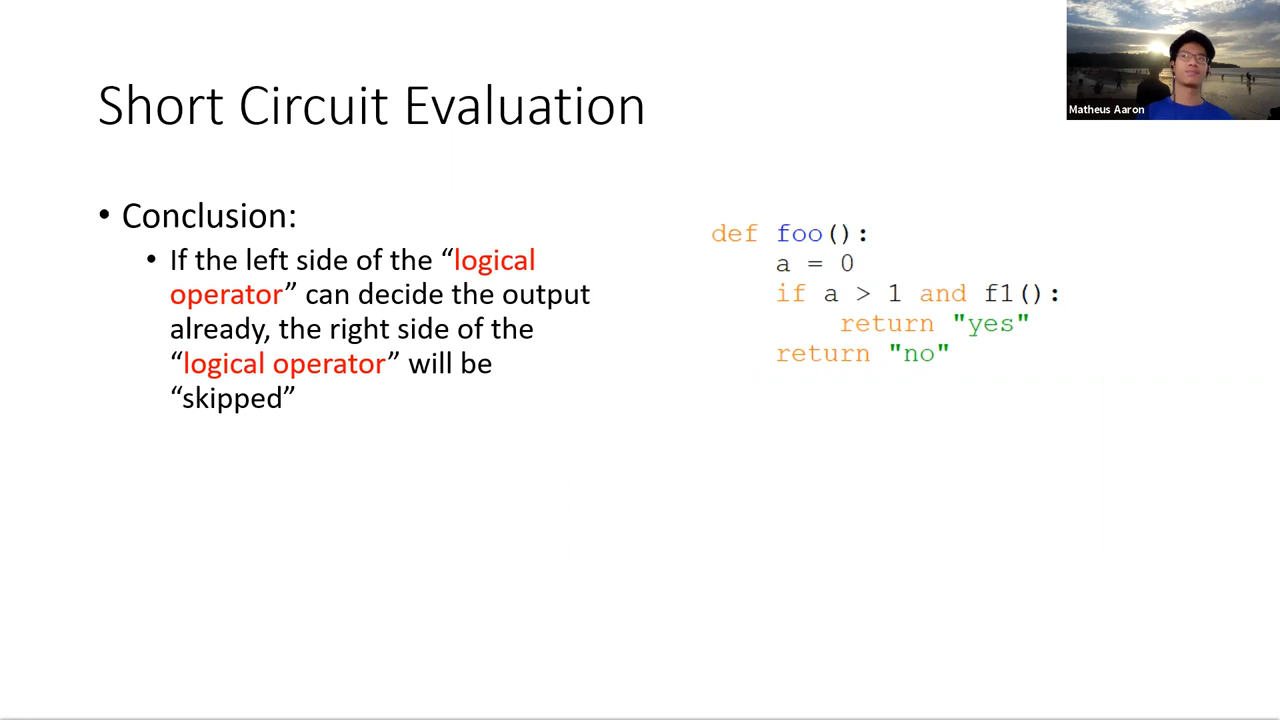 Short Circuit Evaluation
Matheus Aaron
• Conclusion:
• If the left side of the “logical
operator” can decide the output
already, the right side of the
“logical operator” will be
“skipped”
def foo():
    a = 0
    if a > 1 and f1():
        return "yes"
    return "no"